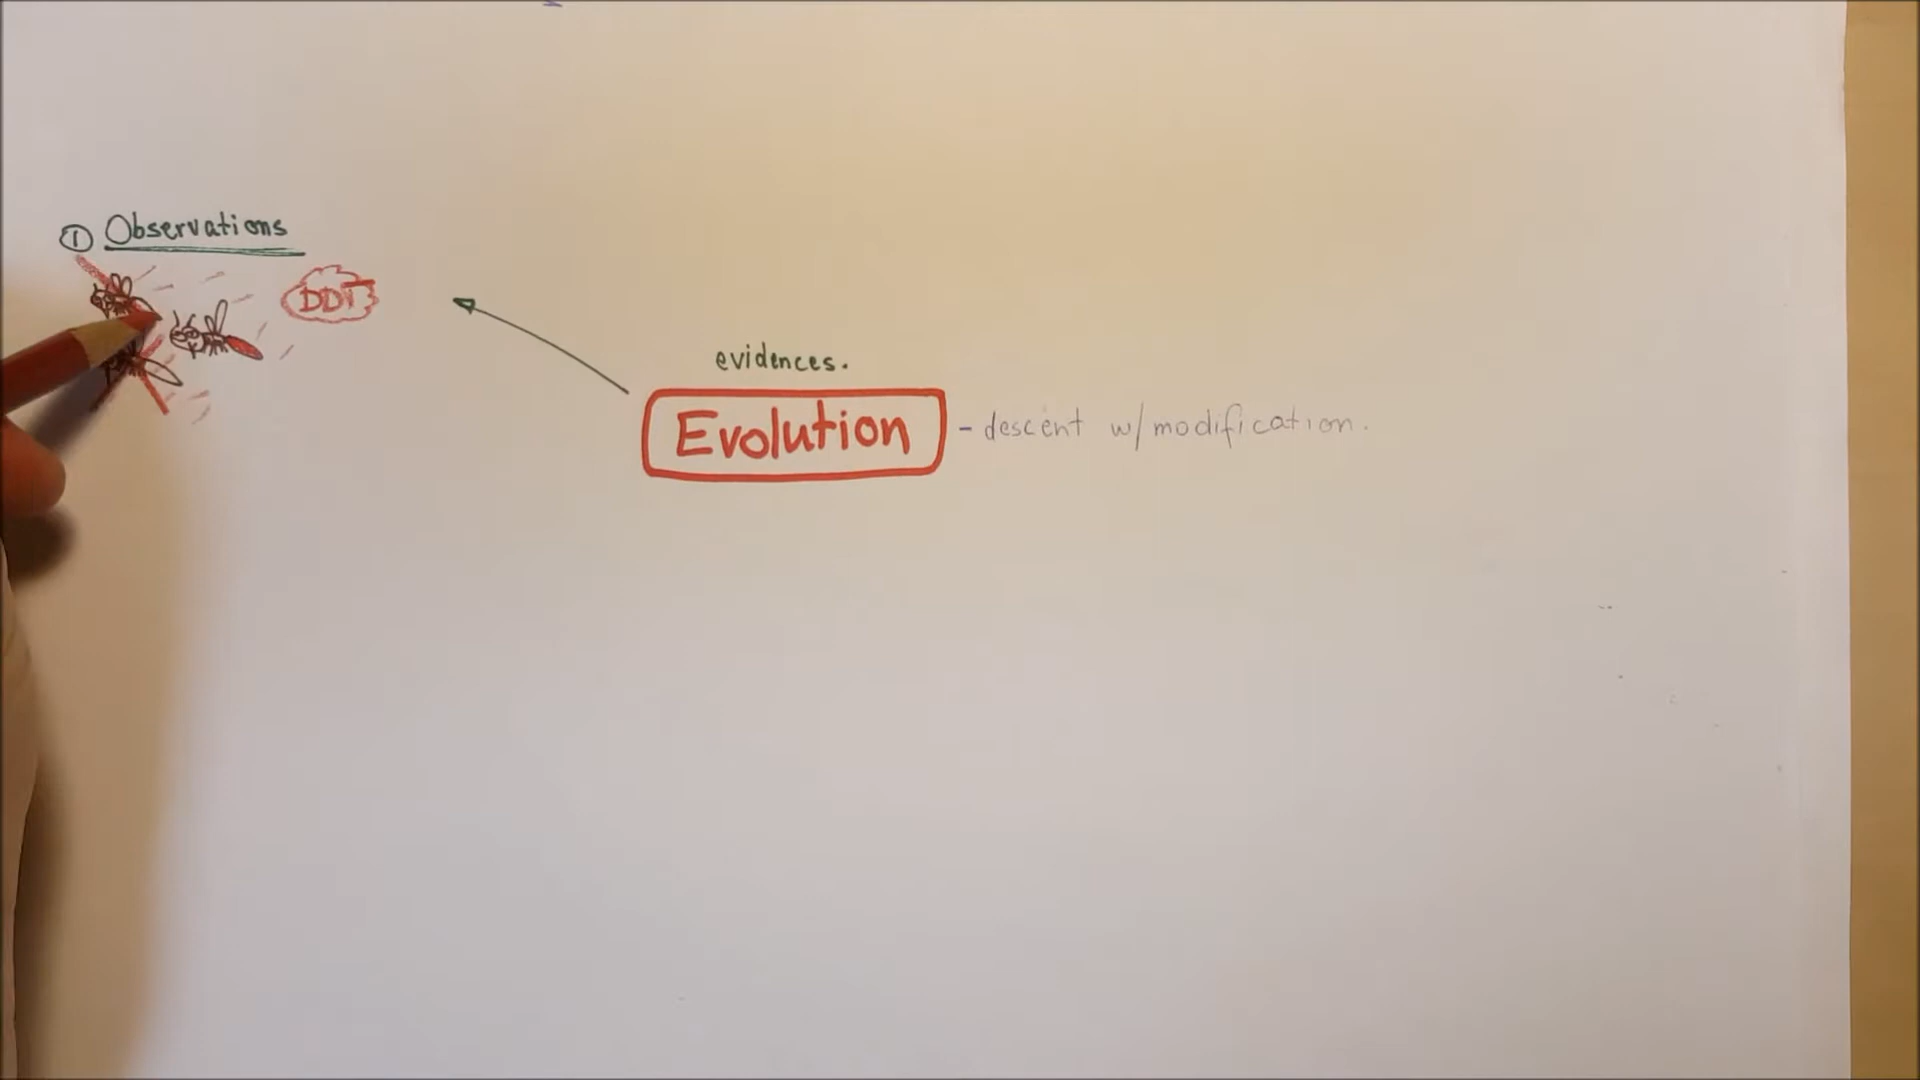 ① Observations
DDT
evidences.
Evolution
- descent w/modification.